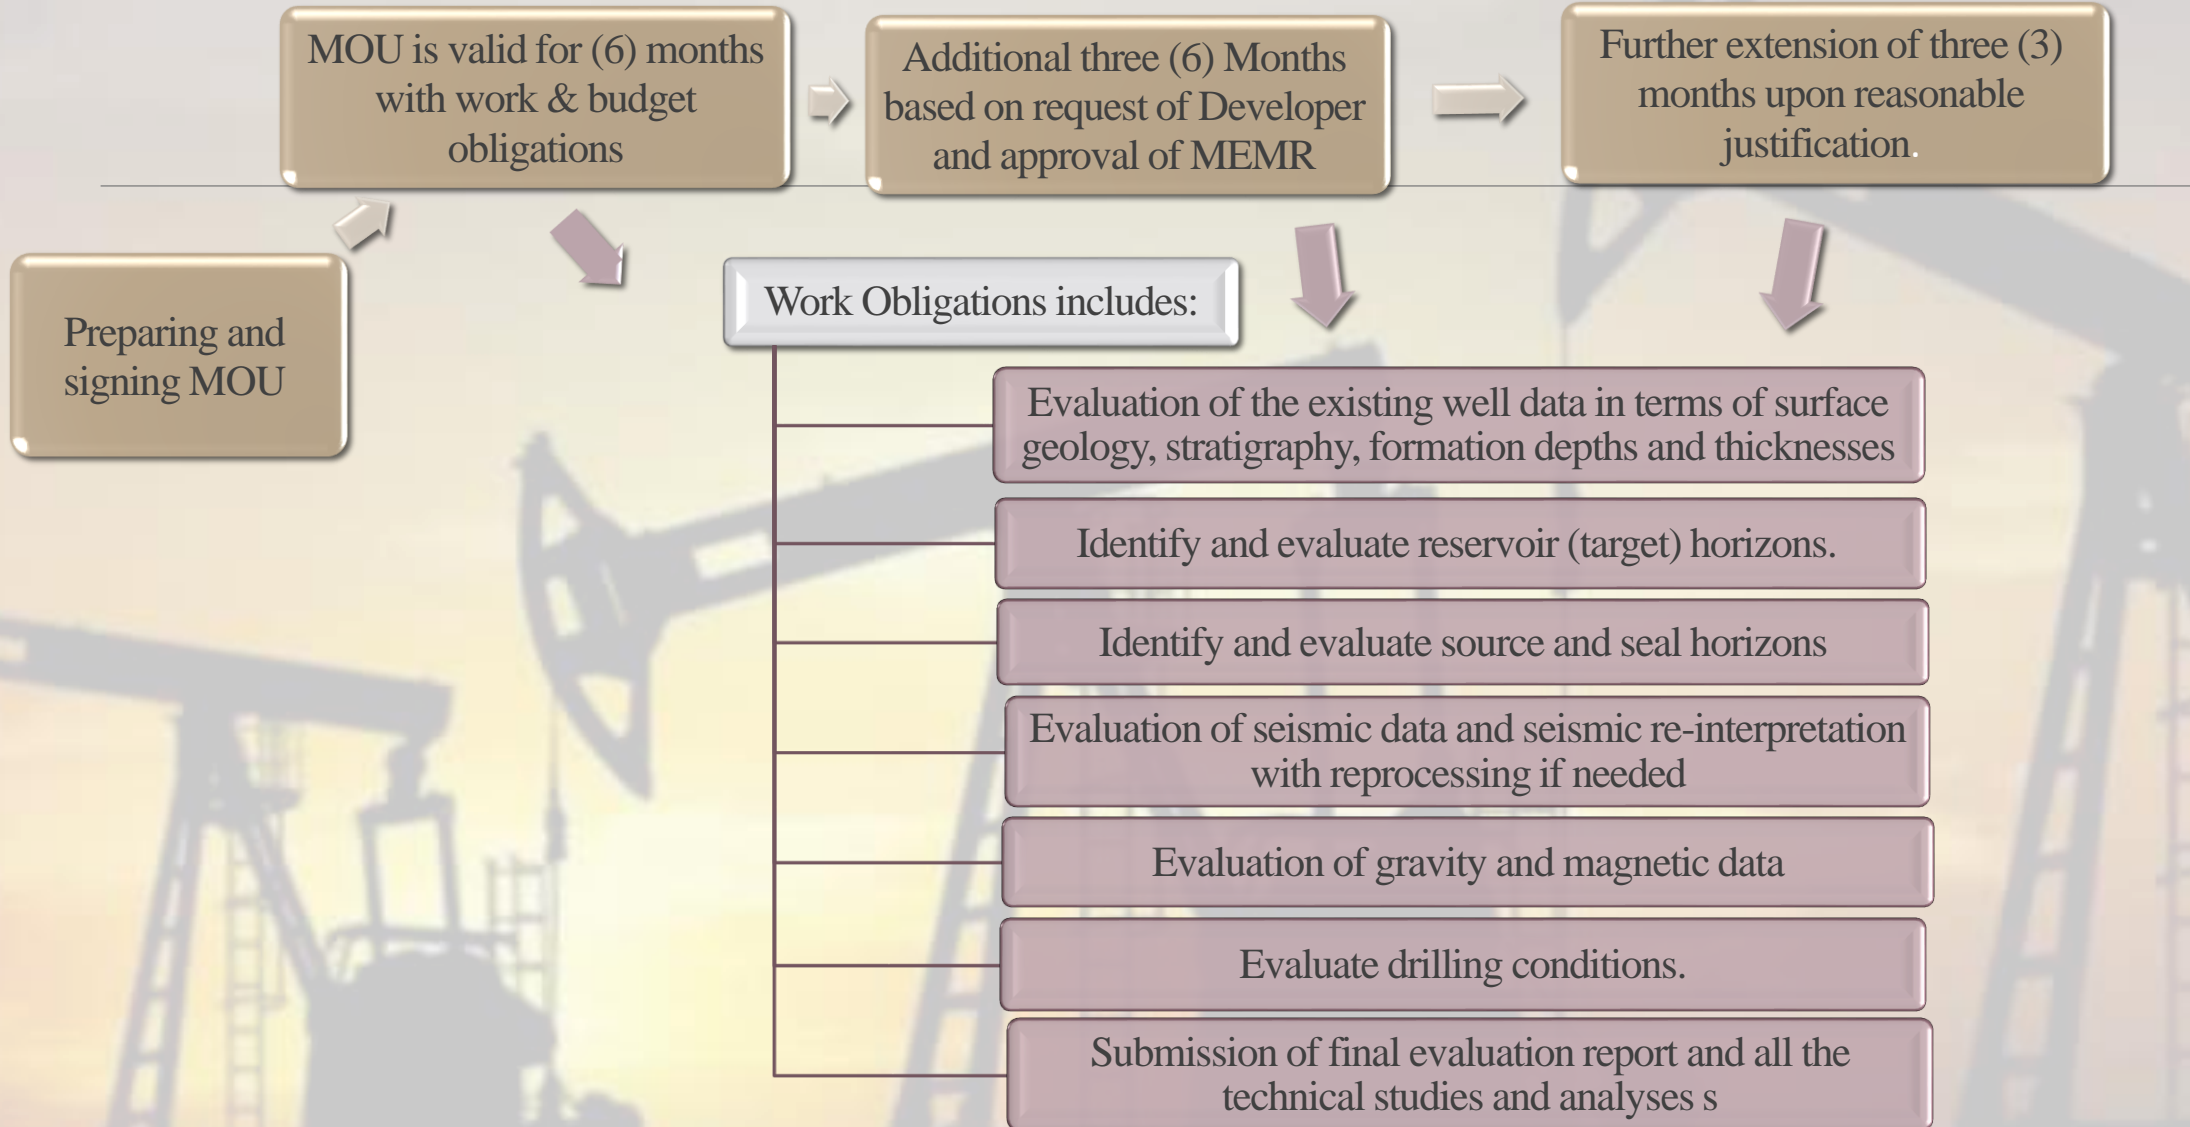 MOU is valid for (6) months
with work & budget
obligations
Additional three (6) Months
based on request of Developer
and approval of MEMR
Further extension of three (3)
months upon reasonable
justification.
Preparing and
signing MOU
Work Obligations includes:
Evaluation of the existing well data in terms of surface
geology, stratigraphy, formation depths and thicknesses
Identify and evaluate reservoir (target) horizons.
Identify and evaluate source and seal horizons
Evaluation of seismic data and seismic re-interpretation
with reprocessing if needed
Evaluation of gravity and magnetic data
Evaluate drilling conditions.
Submission of final evaluation report and all the
technical studies and analyses s